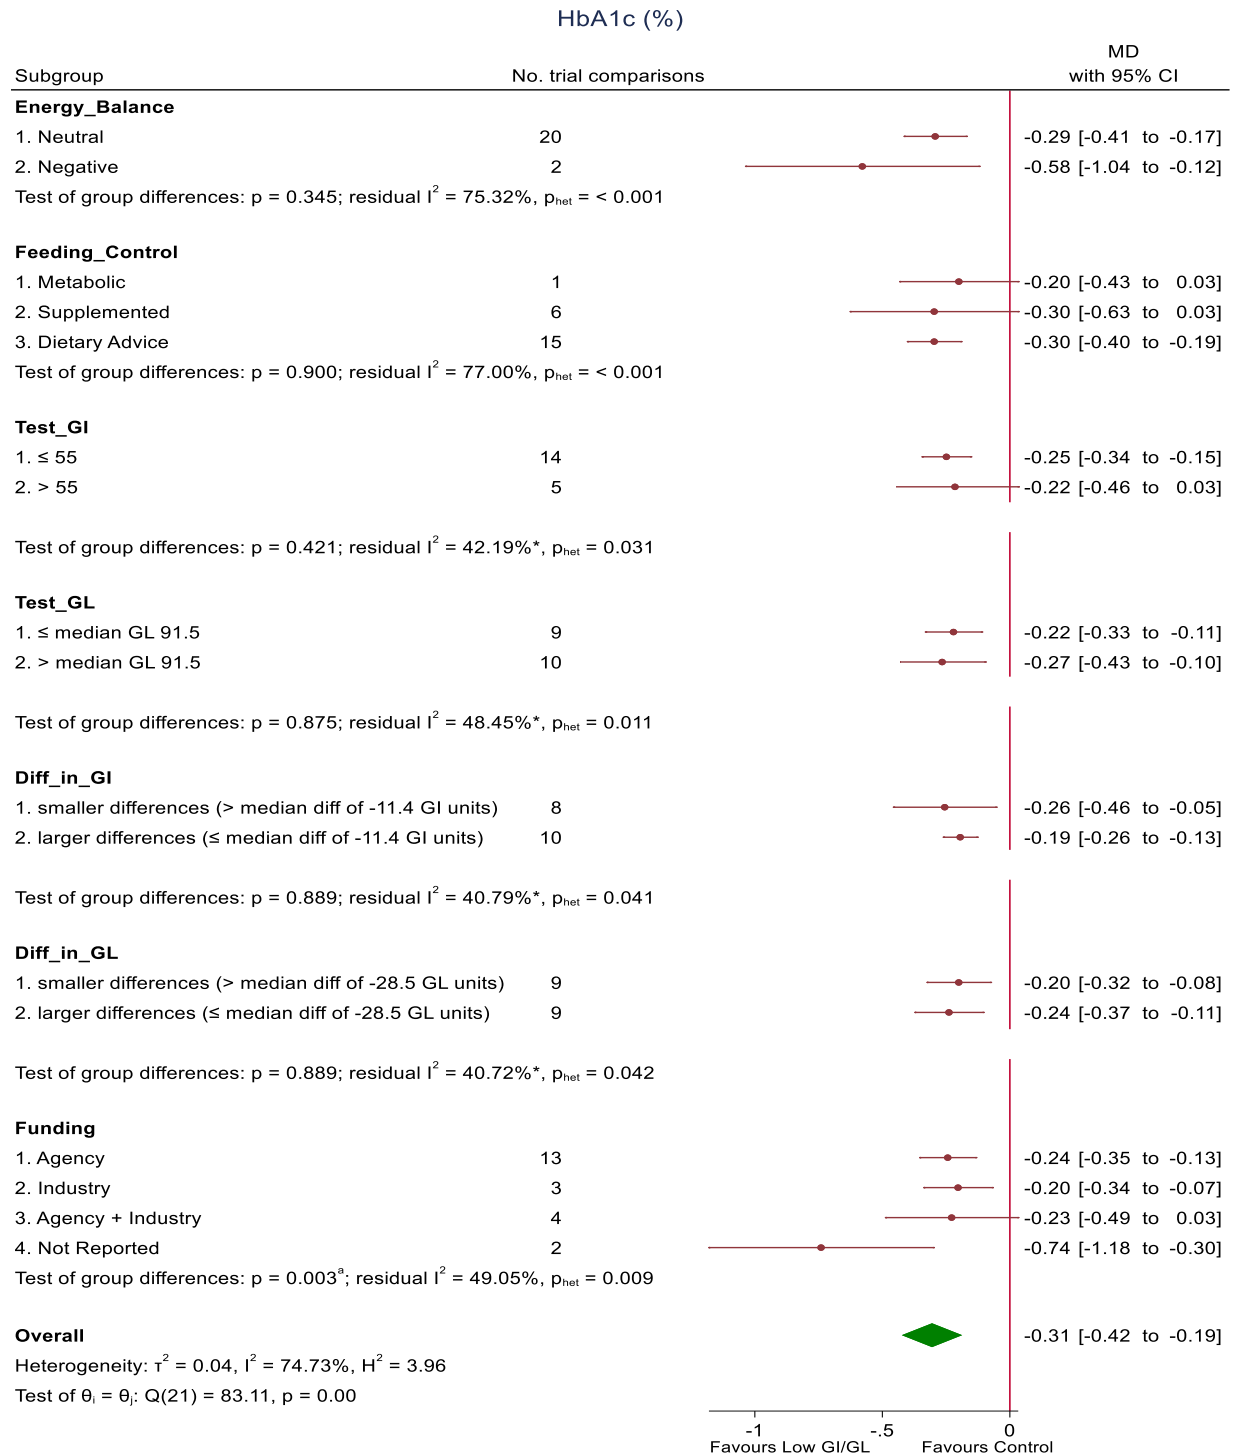 HbA1c (%)
MD
Subgroup No. trial comparisons with 95% CI
Energy_Balance
1. Neutral 20 -0.29 [-0.41 to -0.17]
2. Negative 2 -0.58 [-1.04 to -0.12]
Test of group differences: p = 0.345; residual I² = 75.32%, pₕₑₜ = < 0.001
Feeding_Control
1. Metabolic 1 -0.20 [-0.43 to 0.03]
2. Supplemented 6 -0.30 [-0.63 to 0.03]
3. Dietary Advice 15 -0.30 [-0.40 to -0.19]
Test of group differences: p = 0.900; residual I² = 77.00%, pₕₑₜ = < 0.001
Test_GI
1. ≤ 55 14 -0.25 [-0.34 to -0.15]
2. > 55 5 -0.22 [-0.46 to 0.03]
Test of group differences: p = 0.421; residual I² = 42.19%*, pₕₑₜ = 0.031
Test_GL
1. ≤ median GL 91.5 9 -0.22 [-0.33 to -0.11]
2. > median GL 91.5 10 -0.27 [-0.43 to -0.10]
Test of group differences: p = 0.875; residual I² = 48.45%*, pₕₑₜ = 0.011
Diff_in_GI
1. smaller differences (> median diff of -11.4 GI units) 8 -0.26 [-0.46 to -0.05]
2. larger differences (≤ median diff of -11.4 GI units) 10 -0.19 [-0.26 to -0.13]
Test of group differences: p = 0.889; residual I² = 40.79%*, pₕₑₜ = 0.041
Diff_in_GL
1. smaller differences (> median diff of -28.5 GL units) 9 -0.20 [-0.32 to -0.08]
2. larger differences (≤ median diff of -28.5 GL units) 9 -0.24 [-0.37 to -0.11]
Test of group differences: p = 0.889; residual I² = 40.72%*, pₕₑₜ = 0.042
Funding
1. Agency 13 -0.24 [-0.35 to -0.13]
2. Industry 3 -0.20 [-0.34 to -0.07]
3. Agency + Industry 4 -0.23 [-0.49 to 0.03]
4. Not Reported 2 -0.74 [-1.18 to -0.30]
Test of group differences: p = 0.003ᵃ; residual I² = 49.05%, pₕₑₜ = 0.009
Overall -0.31 [-0.42 to -0.19]
Heterogeneity: τ² = 0.04, I² = 74.73%, H² = 3.96
Test of θᵢ = θⱼ: Q(21) = 83.11, p = 0.00
-1 -.5 0
Favours Low GI/GL Favours Control